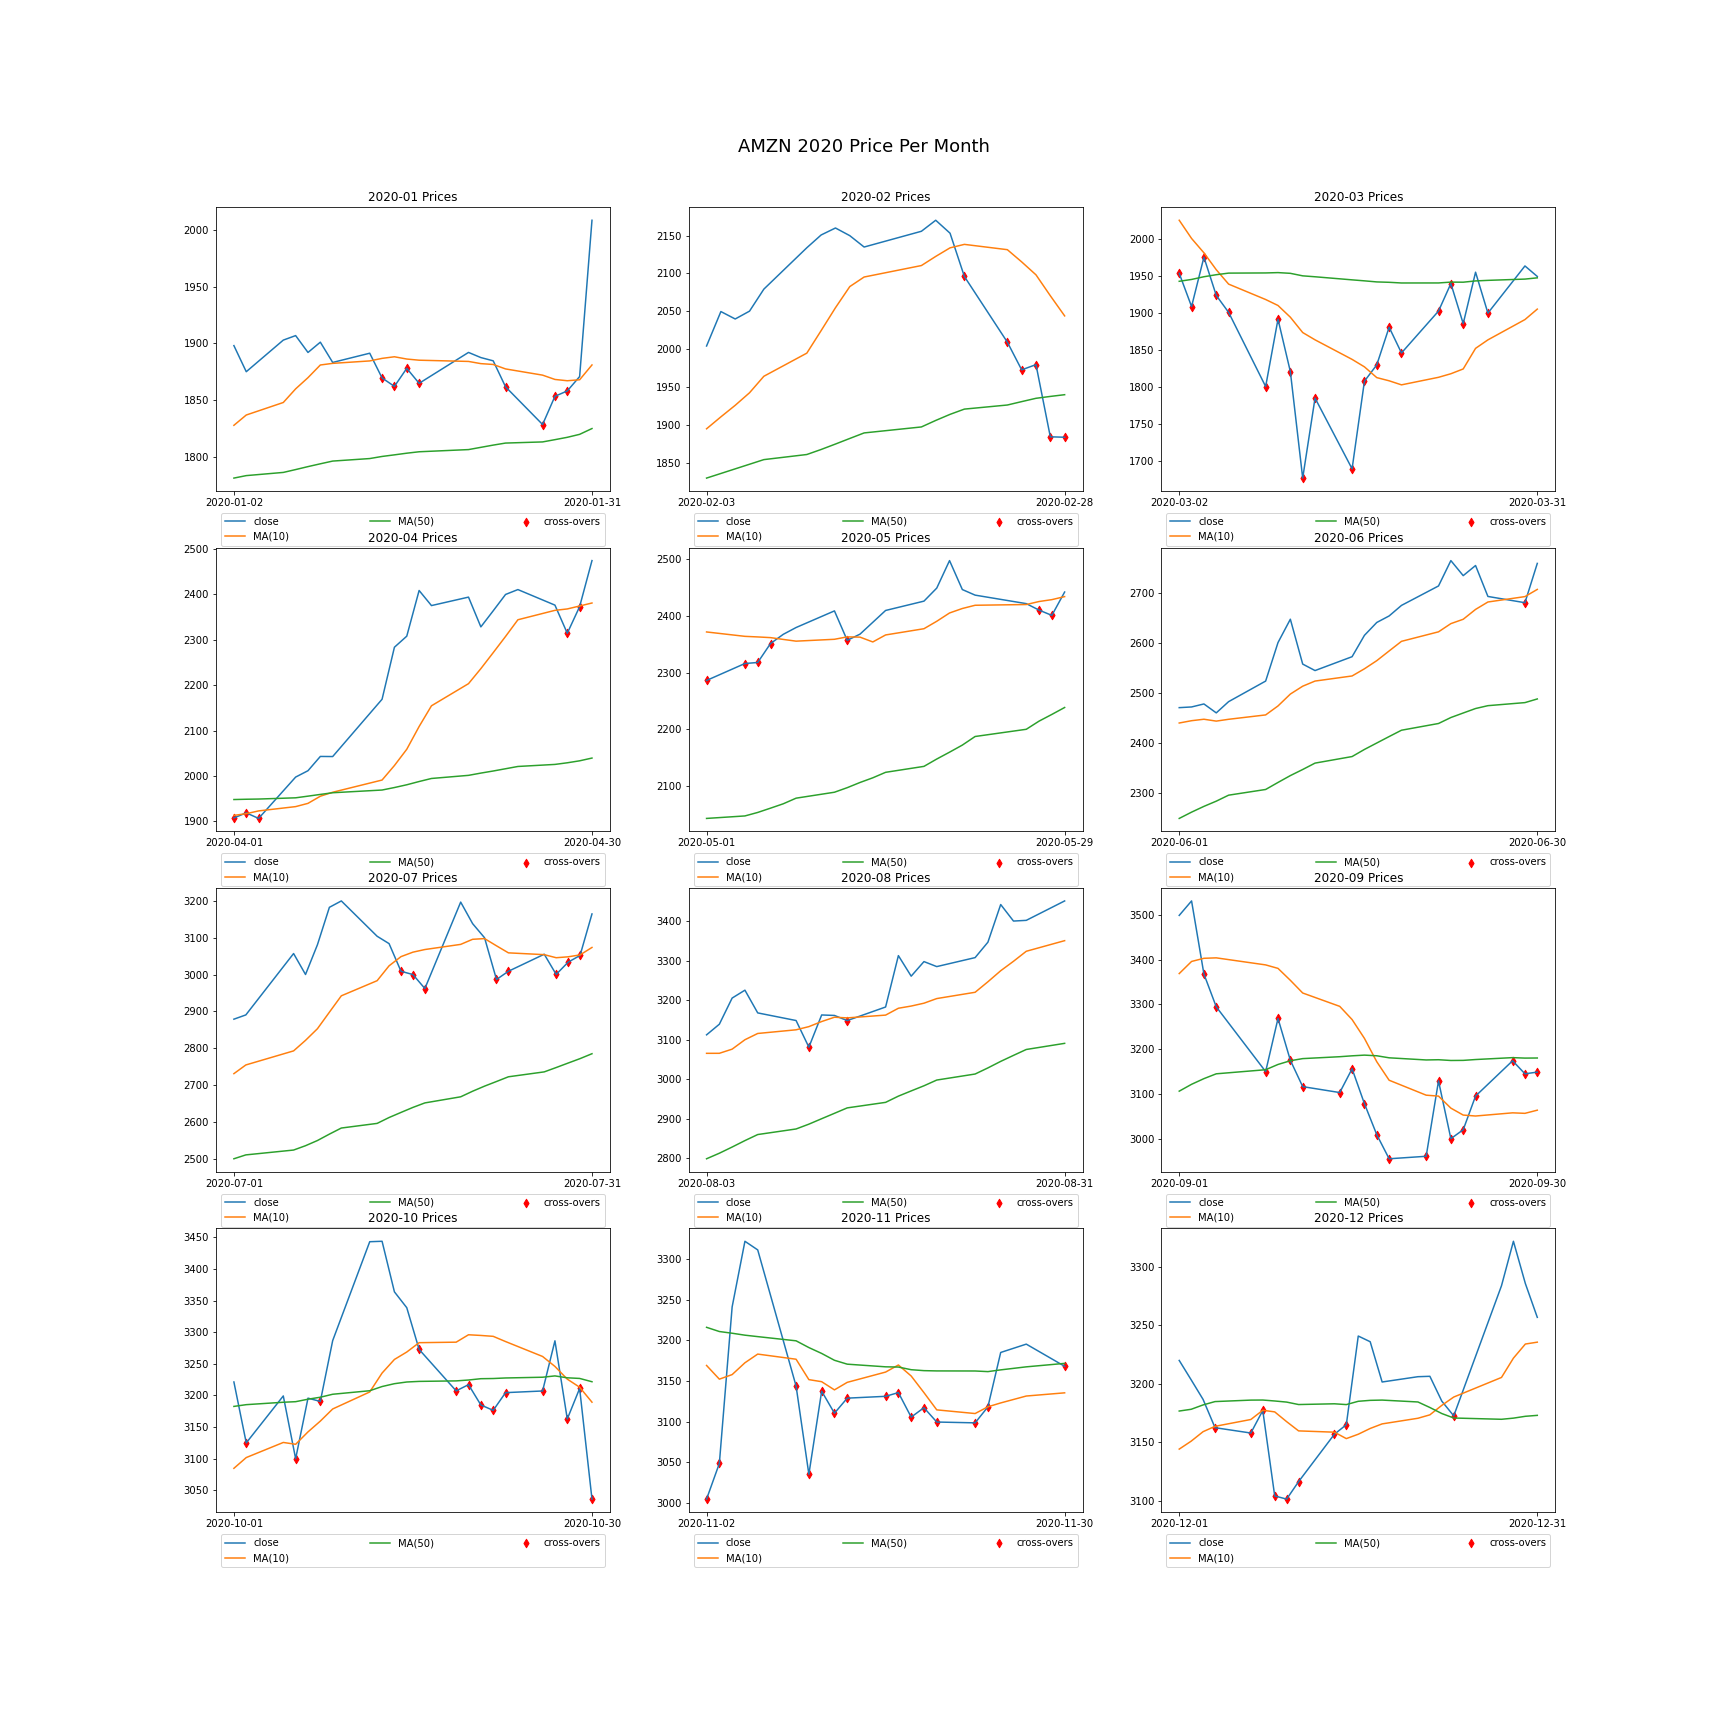 AMZN 2020 Price Per Month
2020-01 Prices
2000
1950
1900
1850
1800
2020-01-02 2020-01-31
close MA(50) cross-overs
MA(10)
2020-02 Prices
2150
2100
2050
2000
1950
1900
1850
2020-02-03 2020-02-28
close MA(50) cross-overs
MA(10)
2020-03 Prices
2000
1950
1900
1850
1800
1750
1700
2020-03-02 2020-03-31
close MA(50) cross-overs
MA(10)
2020-04 Prices
2500
2400
2300
2200
2100
2000
1900
2020-04-01 2020-04-30
close MA(50) cross-overs
MA(10)
2020-05 Prices
2500
2400
2300
2200
2100
2020-05-01 2020-05-29
close MA(50) cross-overs
MA(10)
2020-06 Prices
2700
2600
2500
2400
2300
2020-06-01 2020-06-30
close MA(50) cross-overs
MA(10)
2020-07 Prices
3200
3100
3000
2900
2800
2700
2600
2500
2020-07-01 2020-07-31
close MA(50) cross-overs
MA(10)
2020-08 Prices
3400
3300
3200
3100
3000
2900
2800
2020-08-03 2020-08-31
close MA(50) cross-overs
MA(10)
2020-09 Prices
3500
3400
3300
3200
3100
3000
2020-09-01 2020-09-30
close MA(50) cross-overs
MA(10)
2020-10 Prices
3450
3400
3350
3300
3250
3200
3150
3100
3050
2020-10-01 2020-10-30
close MA(50) cross-overs
MA(10)
2020-11 Prices
3300
3250
3200
3150
3100
3050
3000
2020-11-02 2020-11-30
close MA(50) cross-overs
MA(10)
2020-12 Prices
3300
3250
3200
3150
3100
2020-12-01 2020-12-31
close MA(50) cross-overs
MA(10)